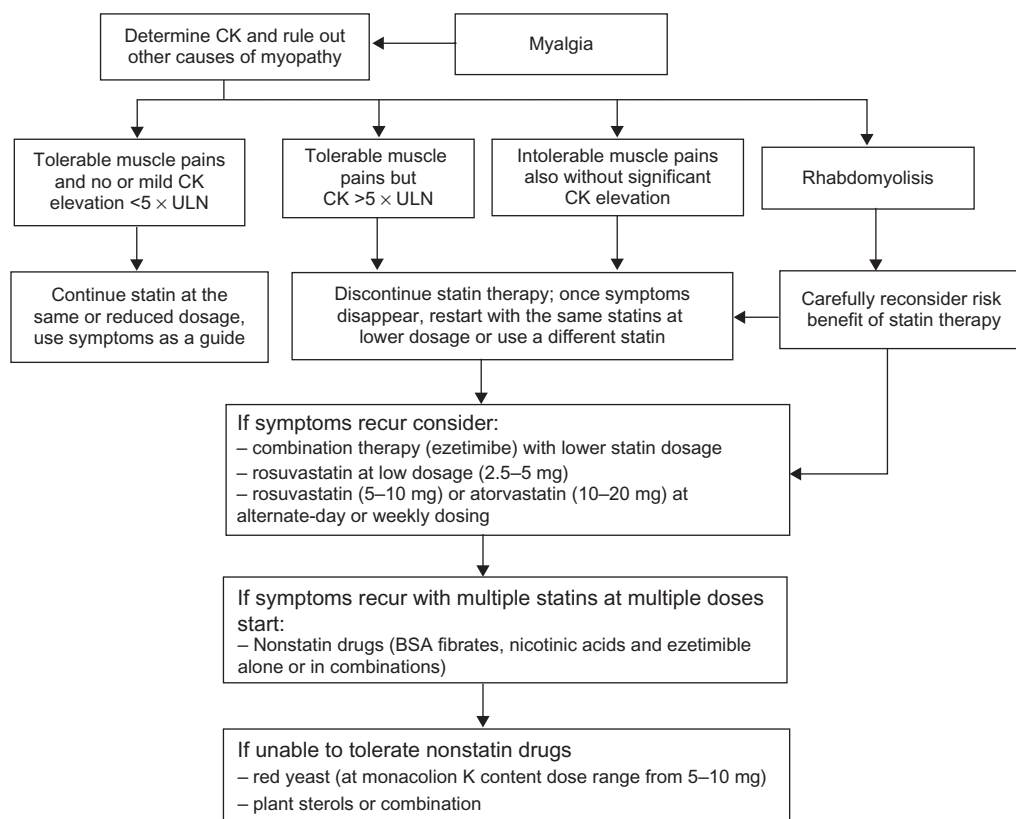 Determine CK and rule out
other causes of myopathy
Myalgia
Tolerable muscle pains
and no or mild CK
elevation <5 × ULN
Tolerable muscle
pains but
CK >5 × ULN
Intolerable muscle pains
also without significant
CK elevation
Rhabdomyolisis
Continue statin at the
same or reduced dosage,
use symptoms as a guide
Discontinue statin therapy; once symptoms
disappear, restart with the same statins at
lower dosage or use a different statin
Carefully reconsider risk
benefit of statin therapy
If symptoms recur consider:
– combination therapy (ezetimibe) with lower statin dosage
– rosuvastatin at low dosage (2.5–5 mg)
– rosuvastatin (5–10 mg) or atorvastatin (10–20 mg) at
alternate-day or weekly dosing
If symptoms recur with multiple statins at multiple doses
start:
– Nonstatin drugs (BSA fibrates, nicotinic acids and ezetimible
alone or in combinations)
If unable to tolerate nonstatin drugs
– red yeast (at monacolion K content dose range from 5–10 mg)
– plant sterols or combination